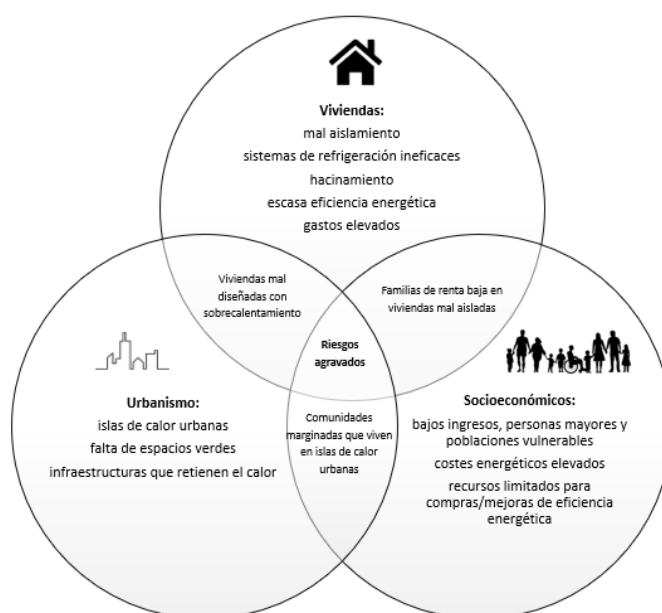 Viviendas:
mal aislamiento
sistemas de refrigeración ineficaces
hacinamiento
escasa eficiencia energética
gastos elevados
Viviendas mal
diseñadas con
sobrecalentamiento
Familias de renta baja en
viviendas mal aisladas
Riesgos
agravados
Urbanismo:
islas de calor urbanas
falta de espacios verdes
infraestructuras que retienen el calor
Comunidades
marginadas que viven
en islas de calor
urbanas
Socioeconómicos:
bajos ingresos, personas mayores y
poblaciones vulnerables
costes energéticos elevados
recursos limitados para
compras/mejoras de eficiencia
energética